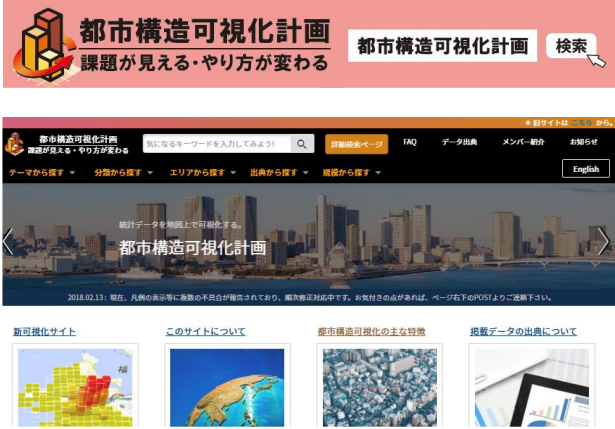 都市構造可視化計画
課題が見える・やり方が変わる
都市構造可視化計画
検索
＊旧サイトは こちら から。
都市構造可視化計画
課題が見える・やり方が変わる
気になるキーワードを入力してみよう!
詳細検索ページ
FAQ
データ出典
メンバー紹介
お知らせ
テーマから探す
分類から探す
エリアから探す
出典から探す
規模から探す
English
統計データを地図上で可視化する。
都市構造可視化計画
2018.02.13: 現在、凡例の表示等に複数の不具合が報告されており、順次修正対応中です。お気付きの点があれば、ページ右下のPOSTよりご連絡下さい。
新可視化サイト
このサイトについて
都市構造可視化の主な特徴
掲載データの出典について
福